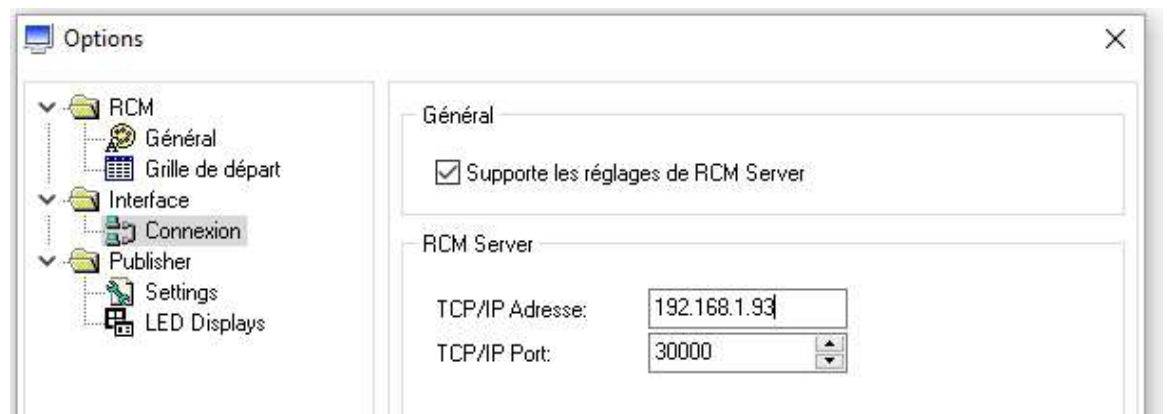 Options
RCM
Général
Grille de départ
Interface
Connexion
Publisher
Settings
LED Displays
Général
Supporte les réglages de RCM Server
RCM Server
TCP/IP Adresse: 192.168.1.93
TCP/IP Port: 30000